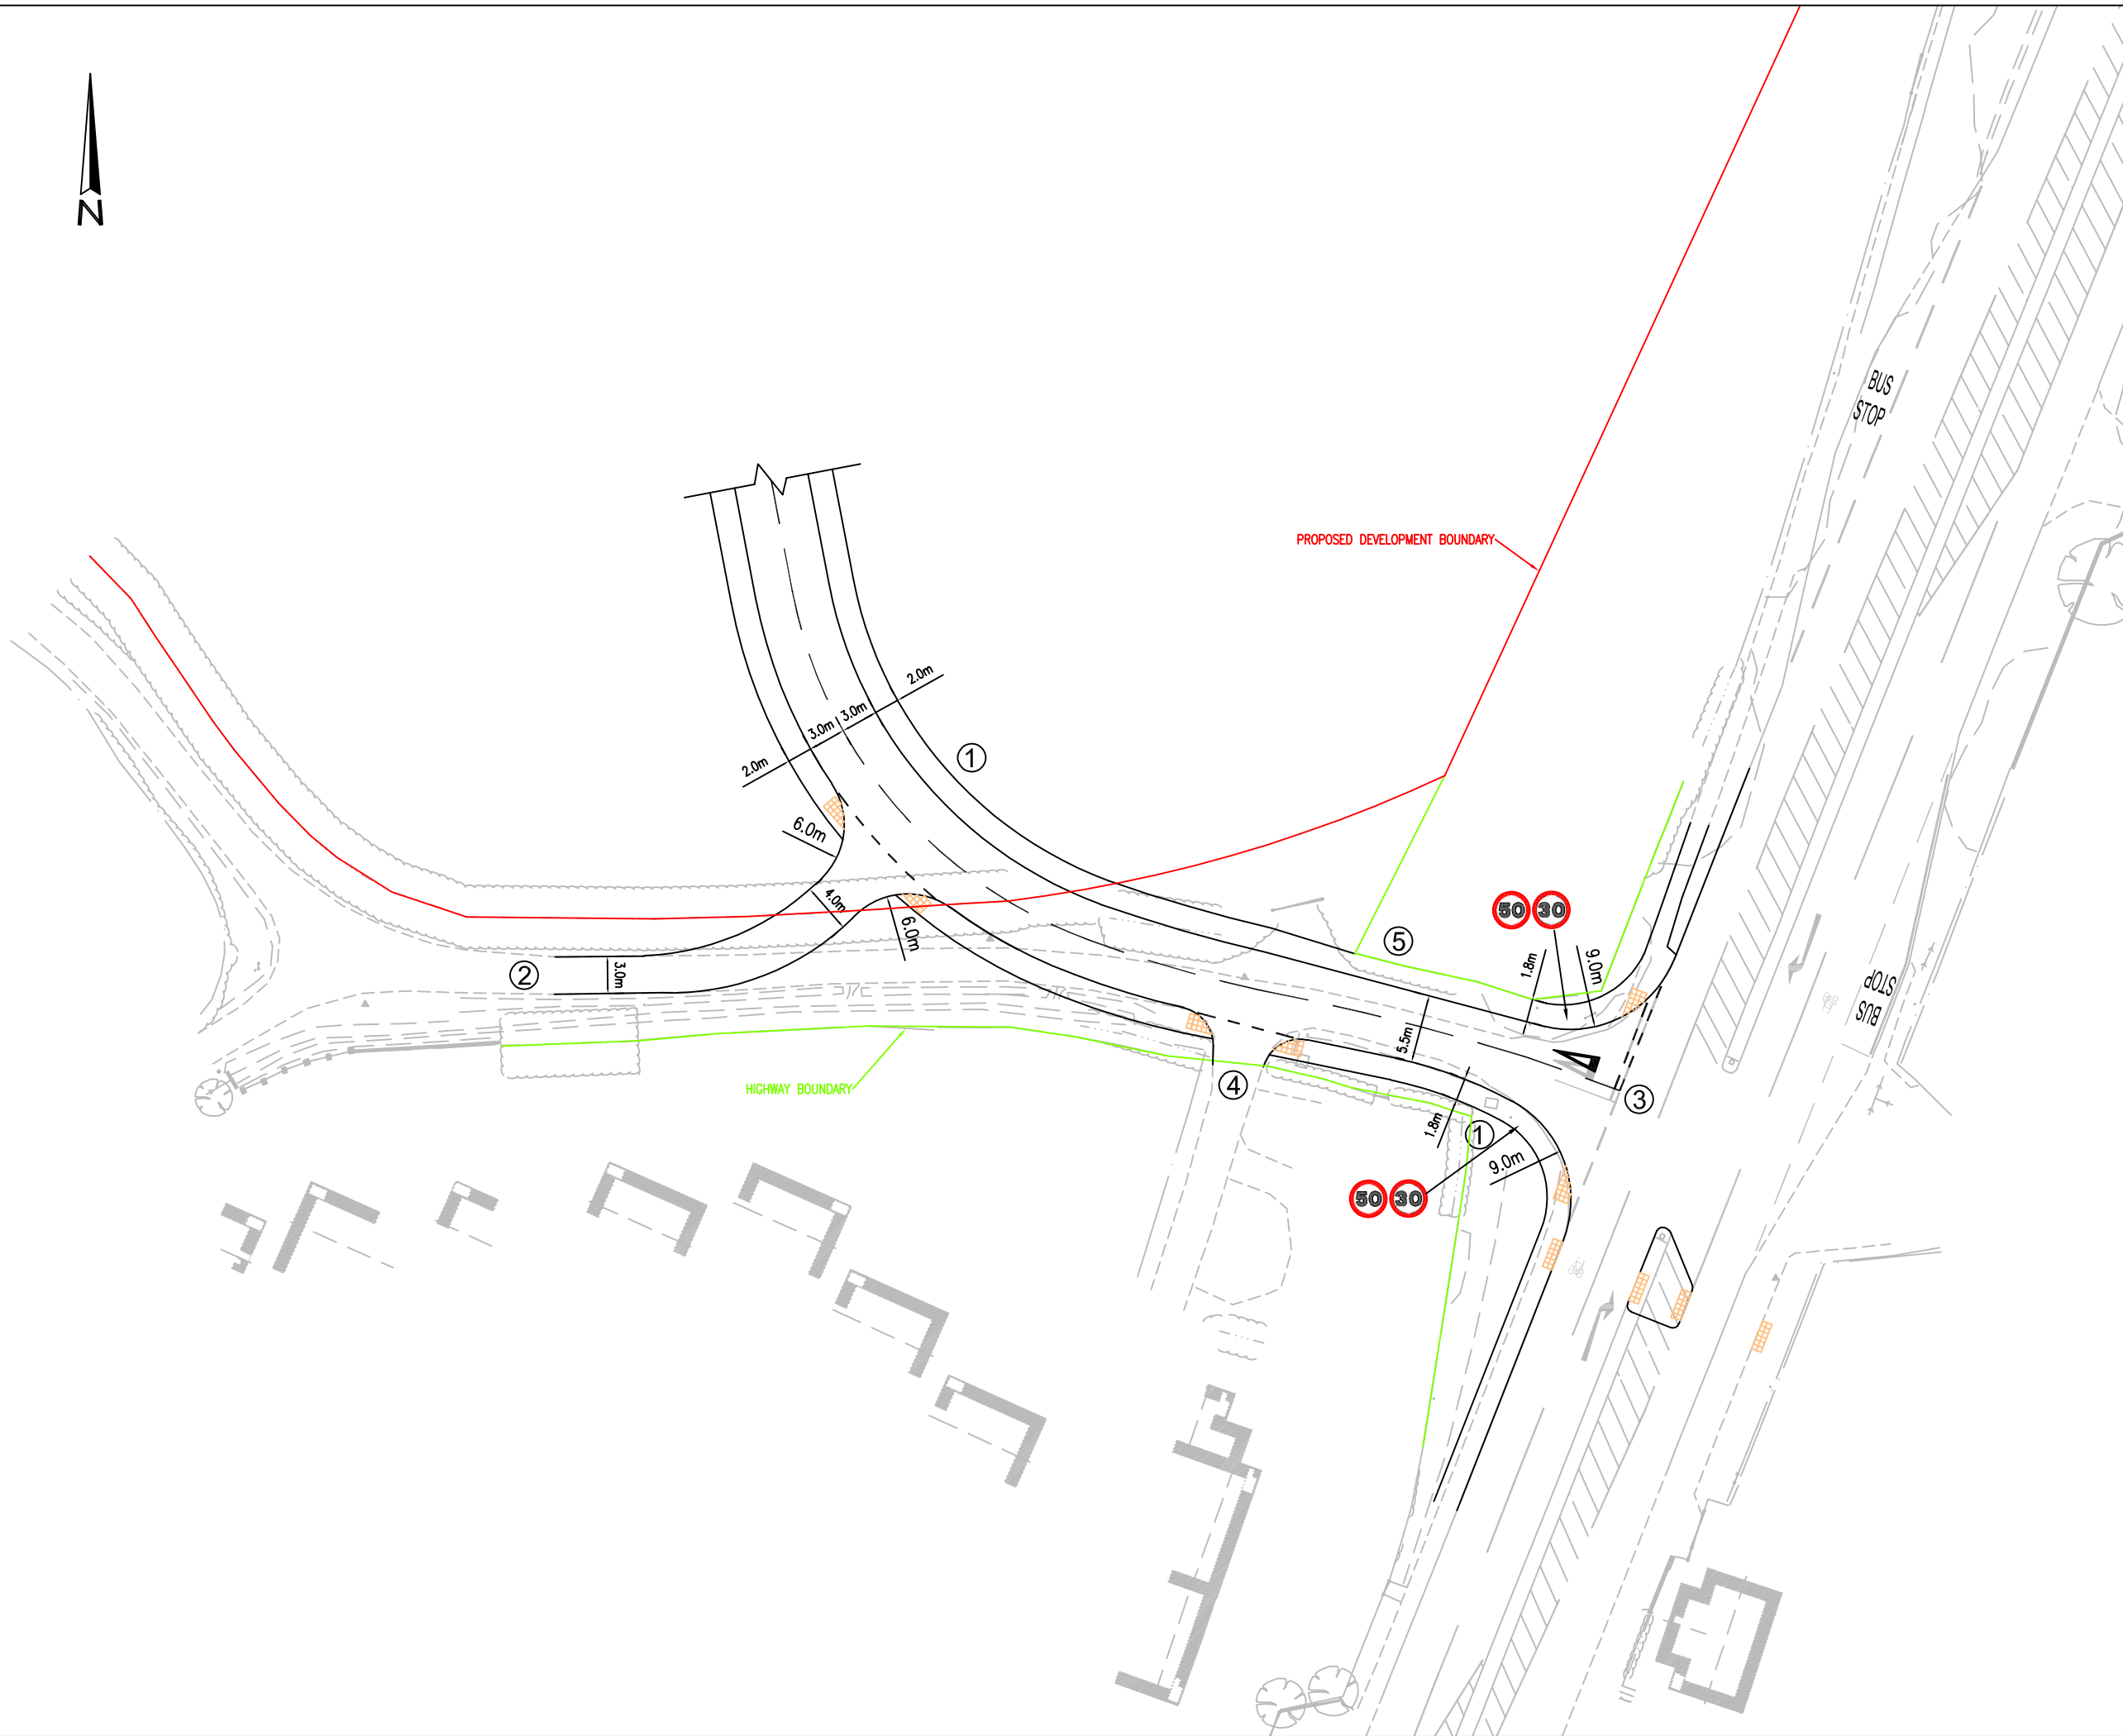 N
BUS
STOP
PROPOSED DEVELOPMENT BOUNDARY
2.0m
3.0m
3.0m
2.0m
1
6.0m
4.0m
6.0m
2
3.0m
50
30
5
1.8m
9.0m
5.5m
BUS
STOP
HIGHWAY BOUNDARY
4
3
1.8m
1
9.0m
50
30